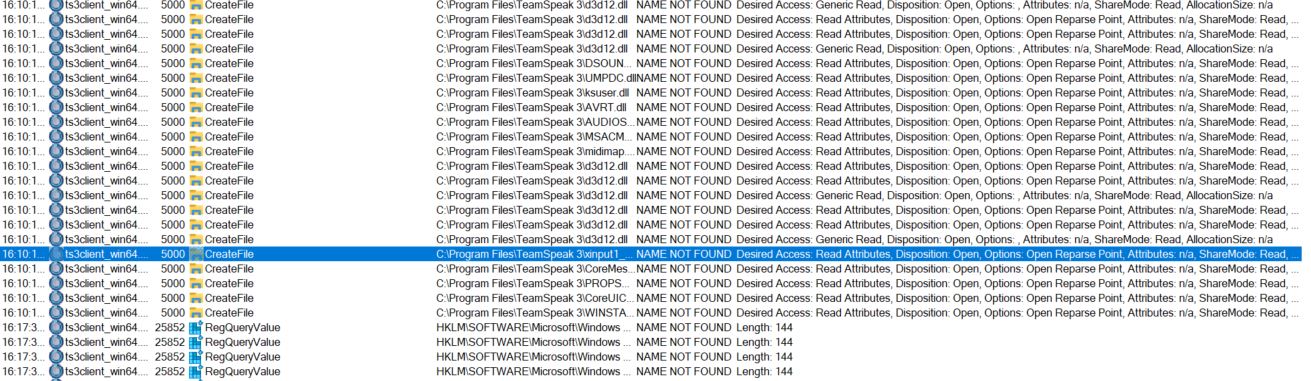 16:10:1... ts3client_win64.... 5000 CreateFile C:\Program Files\TeamSpeak 3\d3d12.dll NAME NOT FOUND Desired Access: Generic Read, Disposition: Open, Options: , Attributes: n/a, ShareMode: Read, AllocationSize: n/a
16:10:1... ts3client_win64.... 5000 CreateFile C:\Program Files\TeamSpeak 3\d3d12.dll NAME NOT FOUND Desired Access: Read Attributes, Disposition: Open, Options: Open Reparse Point, Attributes: n/a, ShareMode: Read, ...
16:10:1... ts3client_win64.... 5000 CreateFile C:\Program Files\TeamSpeak 3\d3d12.dll NAME NOT FOUND Desired Access: Read Attributes, Disposition: Open, Options: Open Reparse Point, Attributes: n/a, ShareMode: Read, ...
16:10:1... ts3client_win64.... 5000 CreateFile C:\Program Files\TeamSpeak 3\d3d12.dll NAME NOT FOUND Desired Access: Generic Read, Disposition: Open, Options: , Attributes: n/a, ShareMode: Read, AllocationSize: n/a
16:10:1... ts3client_win64.... 5000 CreateFile C:\Program Files\TeamSpeak 3\DSOUN... NAME NOT FOUND Desired Access: Read Attributes, Disposition: Open, Options: Open Reparse Point, Attributes: n/a, ShareMode: Read, ...
16:10:1... ts3client_win64.... 5000 CreateFile C:\Program Files\TeamSpeak 3\UMPDC.dll NAME NOT FOUND Desired Access: Read Attributes, Disposition: Open, Options: Open Reparse Point, Attributes: n/a, ShareMode: Read, ...
16:10:1... ts3client_win64.... 5000 CreateFile C:\Program Files\TeamSpeak 3\ksuser.dll NAME NOT FOUND Desired Access: Read Attributes, Disposition: Open, Options: Open Reparse Point, Attributes: n/a, ShareMode: Read, ...
16:10:1... ts3client_win64.... 5000 CreateFile C:\Program Files\TeamSpeak 3\AVRT.dll NAME NOT FOUND Desired Access: Read Attributes, Disposition: Open, Options: Open Reparse Point, Attributes: n/a, ShareMode: Read, ...
16:10:1... ts3client_win64.... 5000 CreateFile C:\Program Files\TeamSpeak 3\AUDIOS... NAME NOT FOUND Desired Access: Read Attributes, Disposition: Open, Options: Open Reparse Point, Attributes: n/a, ShareMode: Read, ...
16:10:1... ts3client_win64.... 5000 CreateFile C:\Program Files\TeamSpeak 3\MSACM... NAME NOT FOUND Desired Access: Read Attributes, Disposition: Open, Options: Open Reparse Point, Attributes: n/a, ShareMode: Read, ...
16:10:1... ts3client_win64.... 5000 CreateFile C:\Program Files\TeamSpeak 3\midimap... NAME NOT FOUND Desired Access: Read Attributes, Disposition: Open, Options: Open Reparse Point, Attributes: n/a, ShareMode: Read, ...
16:10:1... ts3client_win64.... 5000 CreateFile C:\Program Files\TeamSpeak 3\d3d12.dll NAME NOT FOUND Desired Access: Read Attributes, Disposition: Open, Options: Open Reparse Point, Attributes: n/a, ShareMode: Read, ...
16:10:1... ts3client_win64.... 5000 CreateFile C:\Program Files\TeamSpeak 3\d3d12.dll NAME NOT FOUND Desired Access: Generic Read, Disposition: Open, Options: , Attributes: n/a, ShareMode: Read, AllocationSize: n/a
16:10:1... ts3client_win64.... 5000 CreateFile C:\Program Files\TeamSpeak 3\d3d12.dll NAME NOT FOUND Desired Access: Read Attributes, Disposition: Open, Options: Open Reparse Point, Attributes: n/a, ShareMode: Read, ...
16:10:1... ts3client_win64.... 5000 CreateFile C:\Program Files\TeamSpeak 3\d3d12.dll NAME NOT FOUND Desired Access: Read Attributes, Disposition: Open, Options: Open Reparse Point, Attributes: n/a, ShareMode: Read, ...
16:10:1... ts3client_win64.... 5000 CreateFile C:\Program Files\TeamSpeak 3\d3d12.dll NAME NOT FOUND Desired Access: Generic Read, Disposition: Open, Options: , Attributes: n/a, ShareMode: Read, AllocationSize: n/a
16:10:1... ts3client_win64.... 5000 CreateFile C:\Program Files\TeamSpeak 3\xinput1_... NAME NOT FOUND Desired Access: Read Attributes, Disposition: Open, Options: Open Reparse Point, Attributes: n/a, ShareMode: Read, ...
16:10:1... ts3client_win64.... 5000 CreateFile C:\Program Files\TeamSpeak 3\CoreMes... NAME NOT FOUND Desired Access: Read Attributes, Disposition: Open, Options: Open Reparse Point, Attributes: n/a, ShareMode: Read, ...
16:10:1... ts3client_win64.... 5000 CreateFile C:\Program Files\TeamSpeak 3\PROPS... NAME NOT FOUND Desired Access: Read Attributes, Disposition: Open, Options: Open Reparse Point, Attributes: n/a, ShareMode: Read, ...
16:10:1... ts3client_win64.... 5000 CreateFile C:\Program Files\TeamSpeak 3\CoreUIC... NAME NOT FOUND Desired Access: Read Attributes, Disposition: Open, Options: Open Reparse Point, Attributes: n/a, ShareMode: Read, ...
16:10:1... ts3client_win64.... 5000 CreateFile C:\Program Files\TeamSpeak 3\WINSTA... NAME NOT FOUND Desired Access: Read Attributes, Disposition: Open, Options: Open Reparse Point, Attributes: n/a, ShareMode: Read, ...
16:17:3... ts3client_win64.... 25852 RegQueryValue HKLM\SOFTWARE\Microsoft\Windows ... NAME NOT FOUND Length: 144
16:17:3... ts3client_win64.... 25852 RegQueryValue HKLM\SOFTWARE\Microsoft\Windows ... NAME NOT FOUND Length: 144
16:17:3... ts3client_win64.... 25852 RegQueryValue HKLM\SOFTWARE\Microsoft\Windows ... NAME NOT FOUND Length: 144
16:17:3... ts3client_win64.... 25852 RegQueryValue HKLM\SOFTWARE\Microsoft\Windows ... NAME NOT FOUND Length: 144